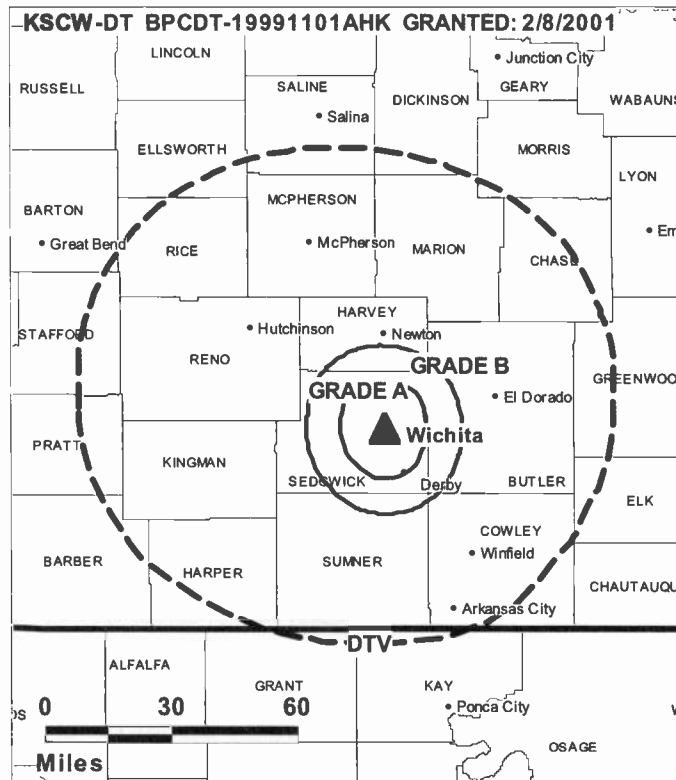 KSCW-DT BPCDT-19991101AHK GRANTED: 2/8/2001
LINCOLN
Junction City
RUSSELL
SALINE
GEARY
DICKINSON
WABAUNS
Salina
ELLSWORTH
MORRIS
LYON
MCPHERSON
BARTON
Great Bend
RICE
McPherson
MARION
CHASE
Em
HARVEY
STAFFORD
Hutchinson
Newton
RENO
GRADE B
GREENWOO
GRADE A
El Dorado
Wichita
PRATT
KINGMAN
SEDGWICK
Derby
BUTLER
ELK
COWLEY
BARBER
HARPER
SUMNER
Winfield
CHAUTAUQU
Arkansas City
DTV
ALFALFA
GRANT
KAY
0 30 60
Ponca City
Miles
OSAGE